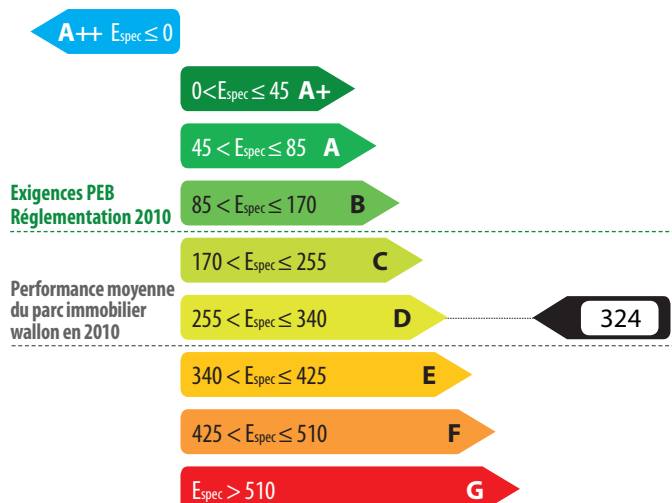 A++ Espec ≤ 0
0<Espec ≤ 45 A+
45 < Espec ≤ 85 A
Exigences PEB
Réglementation 2010
85 < Espec ≤ 170 B
170 < Espec ≤ 255 C
Performance moyenne
du parc immobilier
wallon en 2010
255 < Espec ≤ 340 D
324
340 < Espec ≤ 425 E
425 < Espec ≤ 510 F
Espec > 510 G